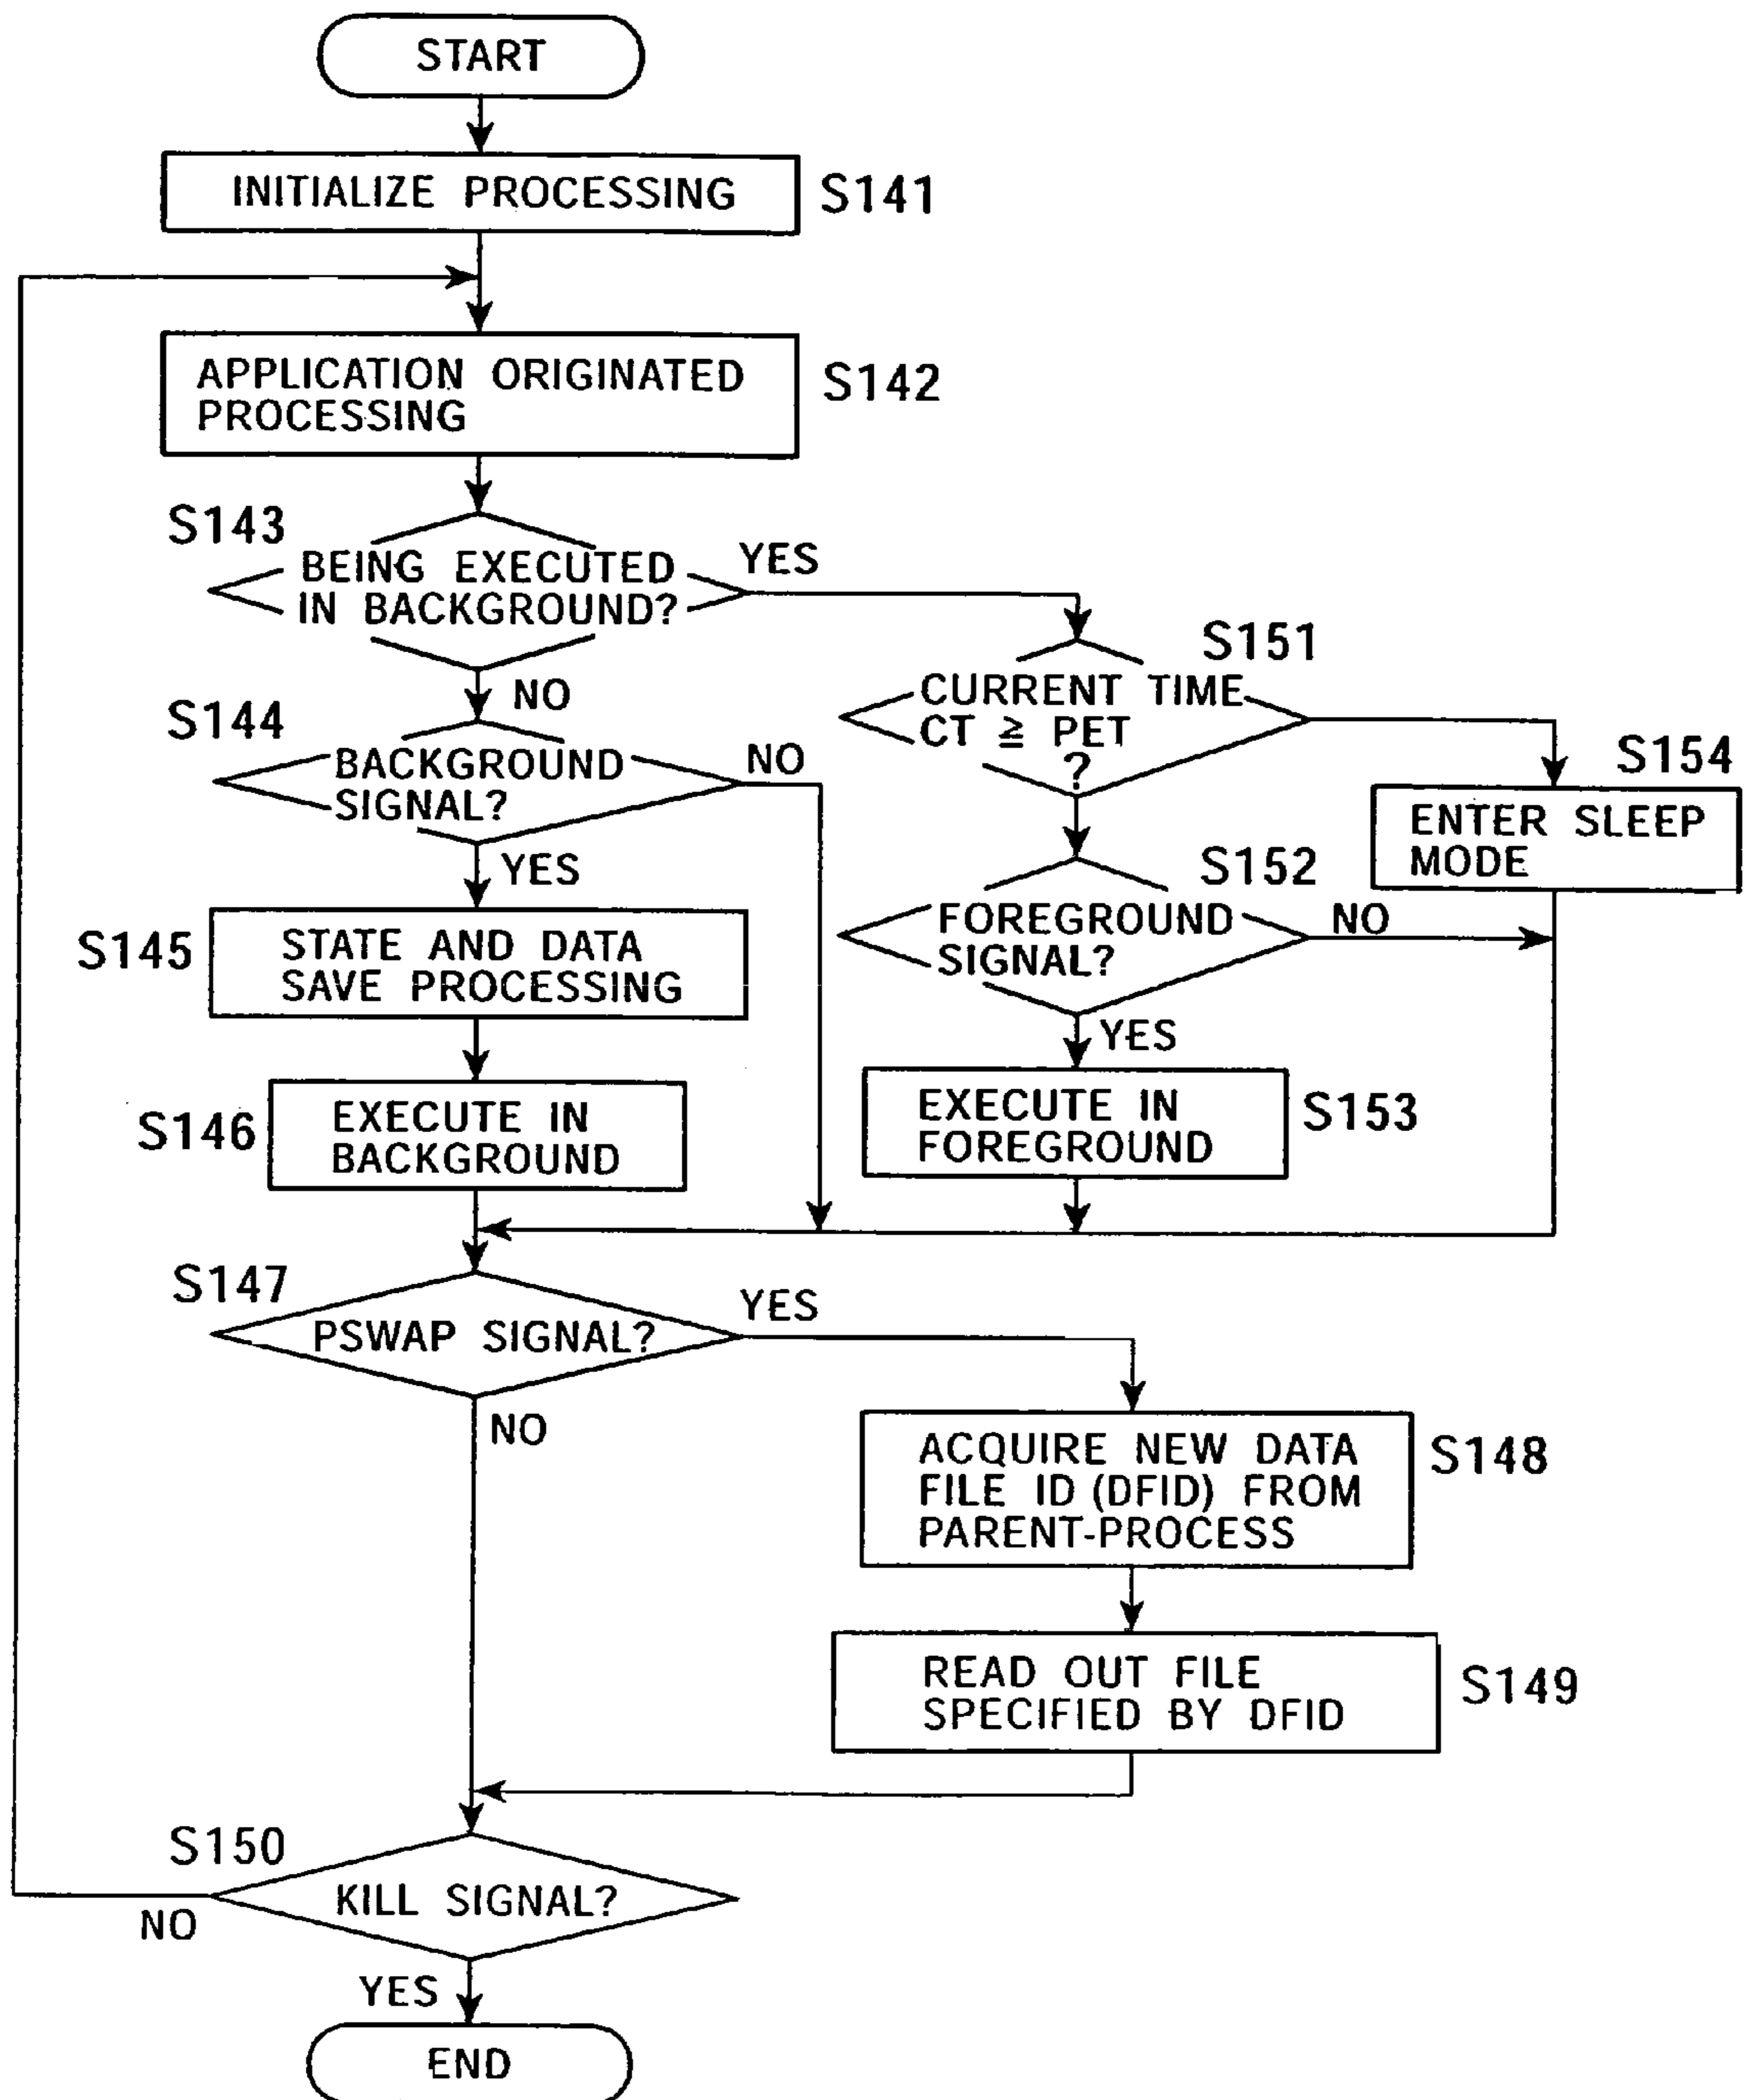 START
INITIALIZE PROCESSING
S141
APPLICATION ORIGINATED
PROCESSING
S142
S143
BEING EXECUTED
IN BACKGROUND?
YES
NO
S151
CURRENT TIME
CT ≧ PET
?
S144
BACKGROUND
SIGNAL?
NO
YES
S154
ENTER SLEEP
MODE
S152
FOREGROUND
SIGNAL?
NO
YES
S145
STATE AND DATA
SAVE PROCESSING
S146
EXECUTE IN
BACKGROUND
EXECUTE IN
FOREGROUND
S153
S147
PSWAP SIGNAL?
YES
NO
ACQUIRE NEW DATA
FILE ID (DFID) FROM
PARENT-PROCESS
S148
READ OUT FILE
SPECIFIED BY DFID
S149
S150
KILL SIGNAL?
NO
YES
END